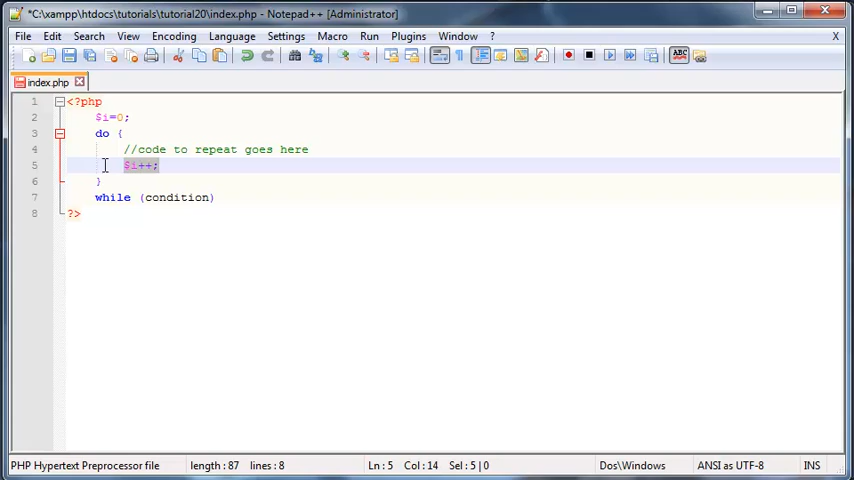 *C:\xampp\htdocs\tutorials\tutorial20\index.php - Notepad++ [Administrator]
File Edit Search View Encoding Language Settings Macro Run Plugins Window ? X
ABC
index.php
1 <?php
2 $i=0;
3 do {
4 //code to repeat goes here
5 $i++;
6 }
7 while (condition)
8 ?>
PHP Hypertext Preprocessor file length : 87 lines : 8 Ln : 5 Col : 14 Sel : 5 | 0 Dos\Windows ANSI as UTF-8 INS